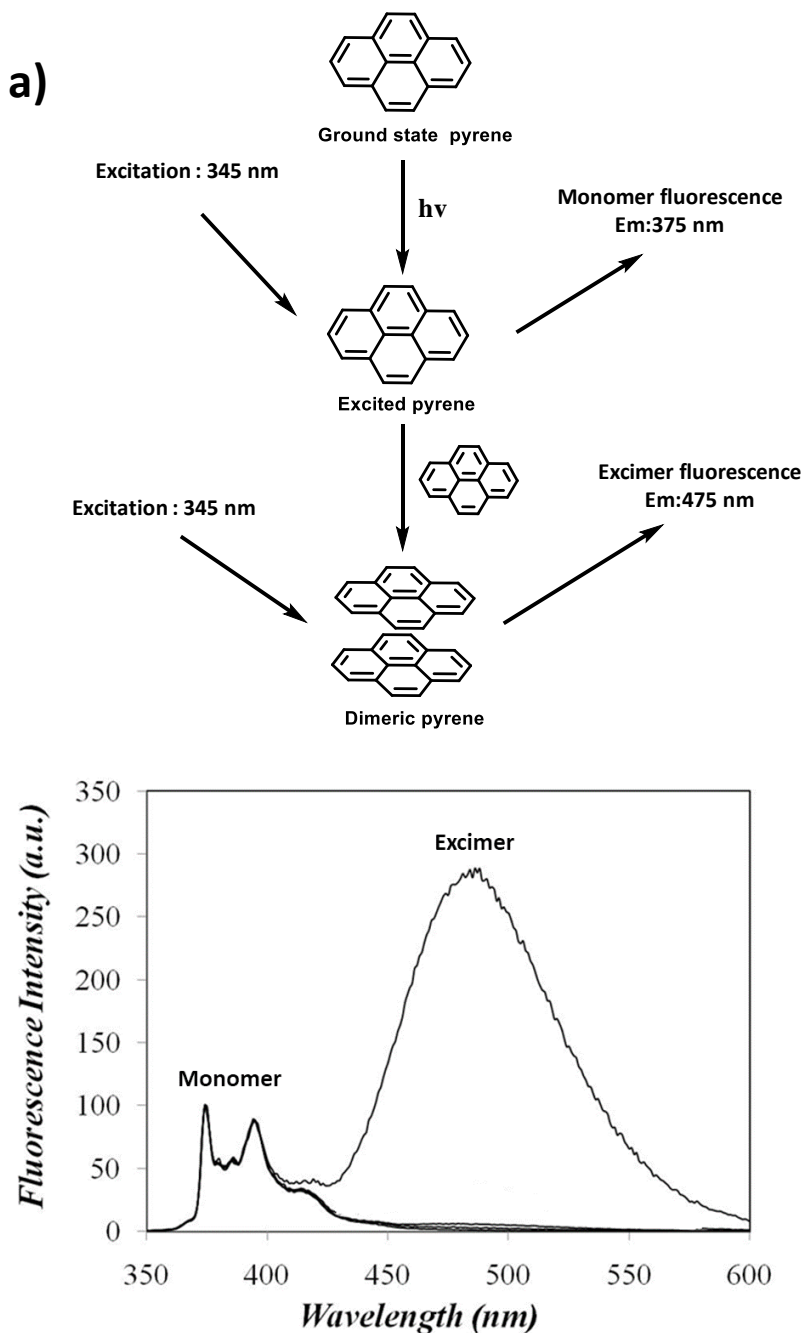 a)
Ground state pyrene
Excitation : 345 nm
hv
Monomer fluorescence
Em:375 nm
Excited pyrene
Excitation : 345 nm
Excimer fluorescence
Em:475 nm
Dimeric pyrene
Fluorescence Intensity (a.u.)
350
300
250
200
150
100
50
0
Monomer
Excimer
350 400 450 500 550 600
Wavelength (nm)